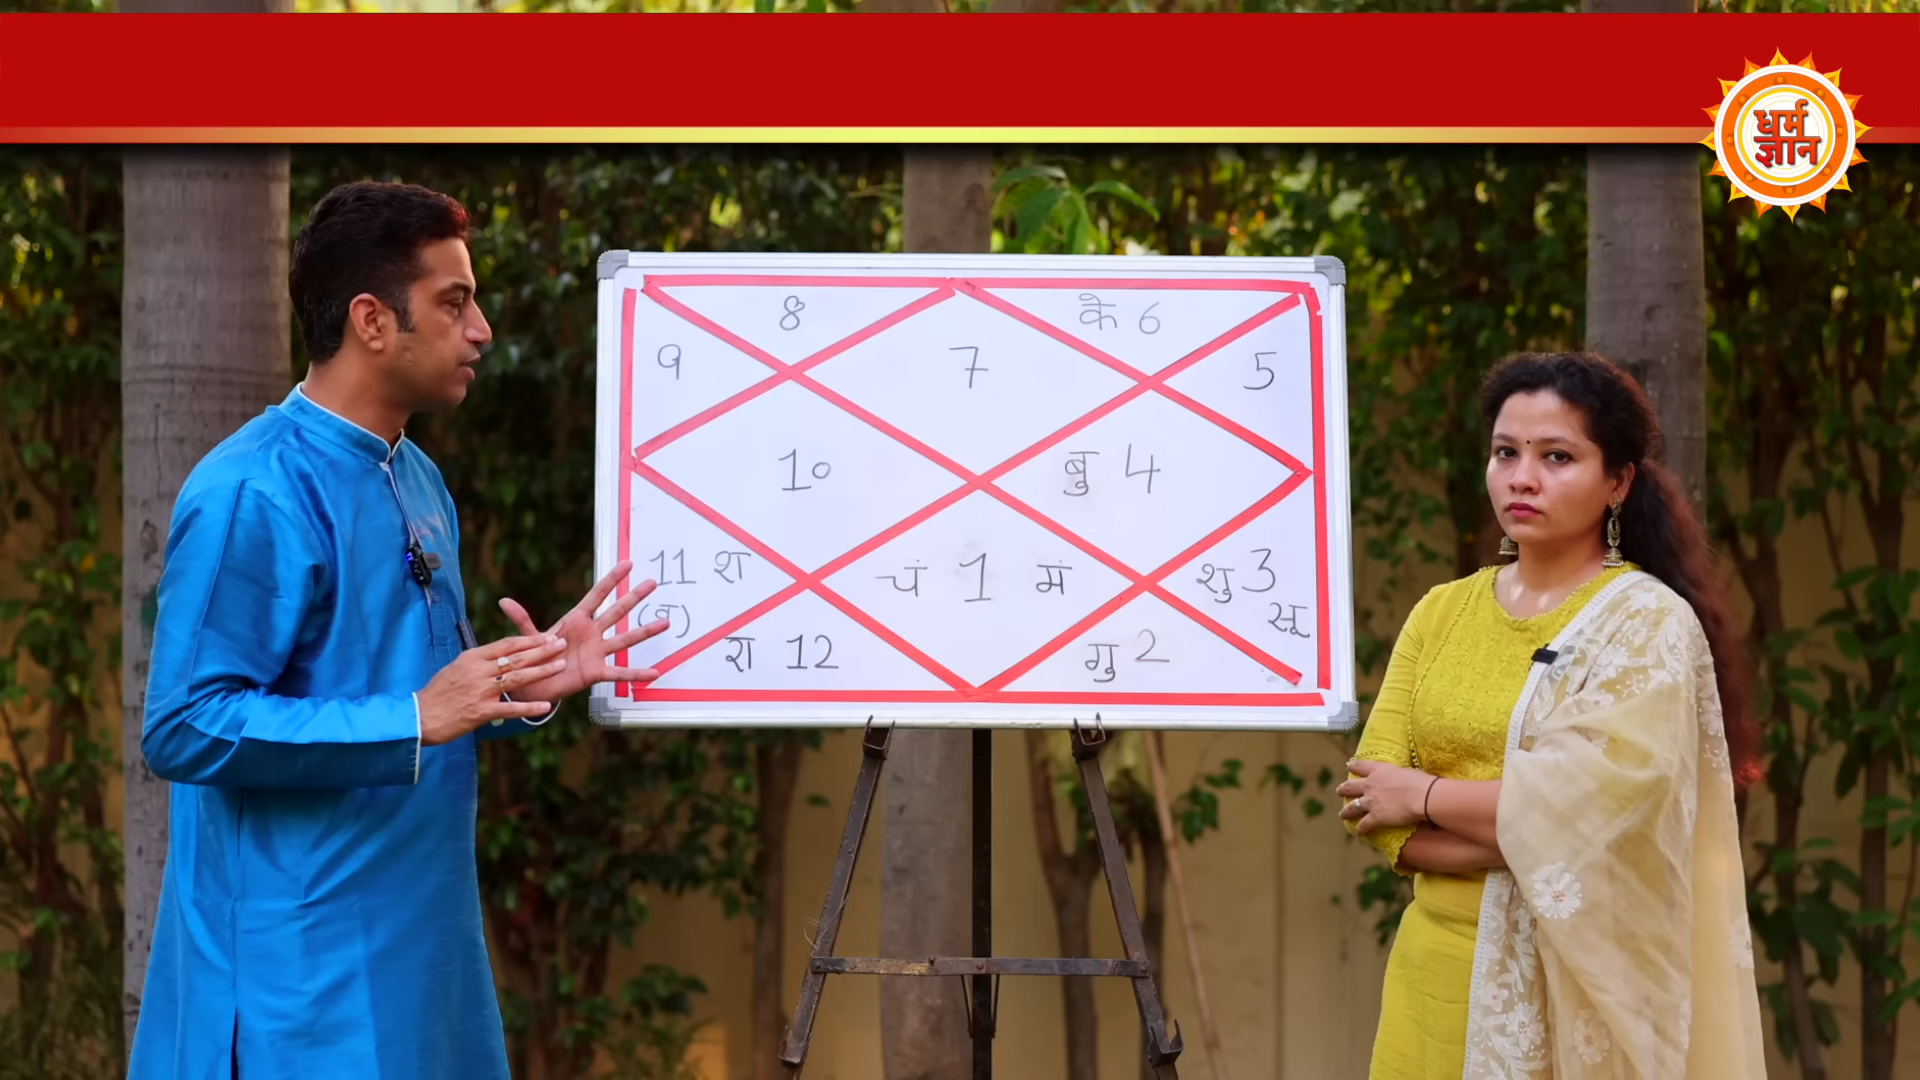 धर्म
ज्ञान
8
के 6
9
7
5
10
बु 4
11 श
(व)
चं 1 मं
शु 3
सू
रा 12
गु 2